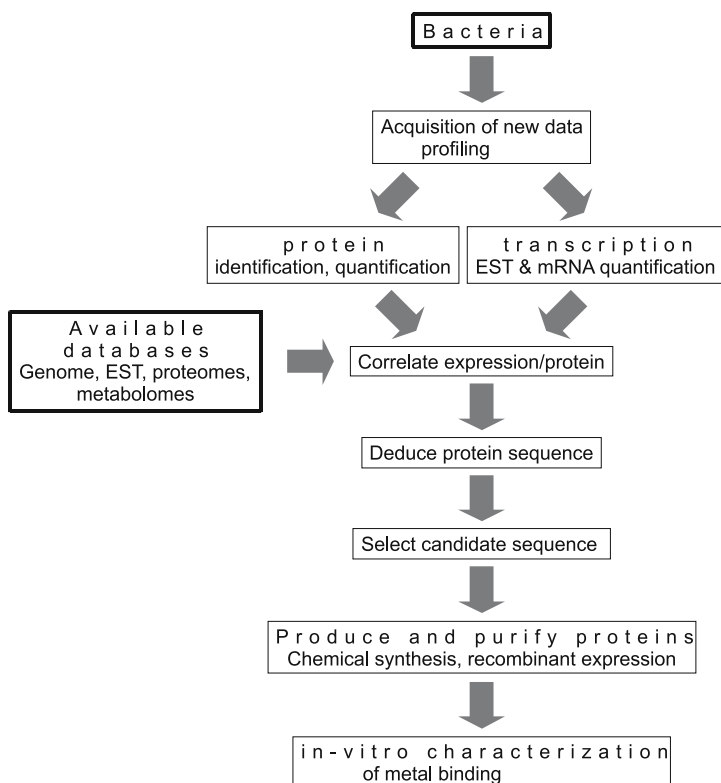 Bacteria
Acquisition of new data
profiling
protein
identification, quantification
transcription
EST & mRNA quantification
Available
databases
Genome, EST, proteomes,
metabolomes
Correlate expression/protein
Deduce protein sequence
Select candidate sequence
Produce and purify proteins
Chemical synthesis, recombinant expression
in-vitro characterization
of metal binding